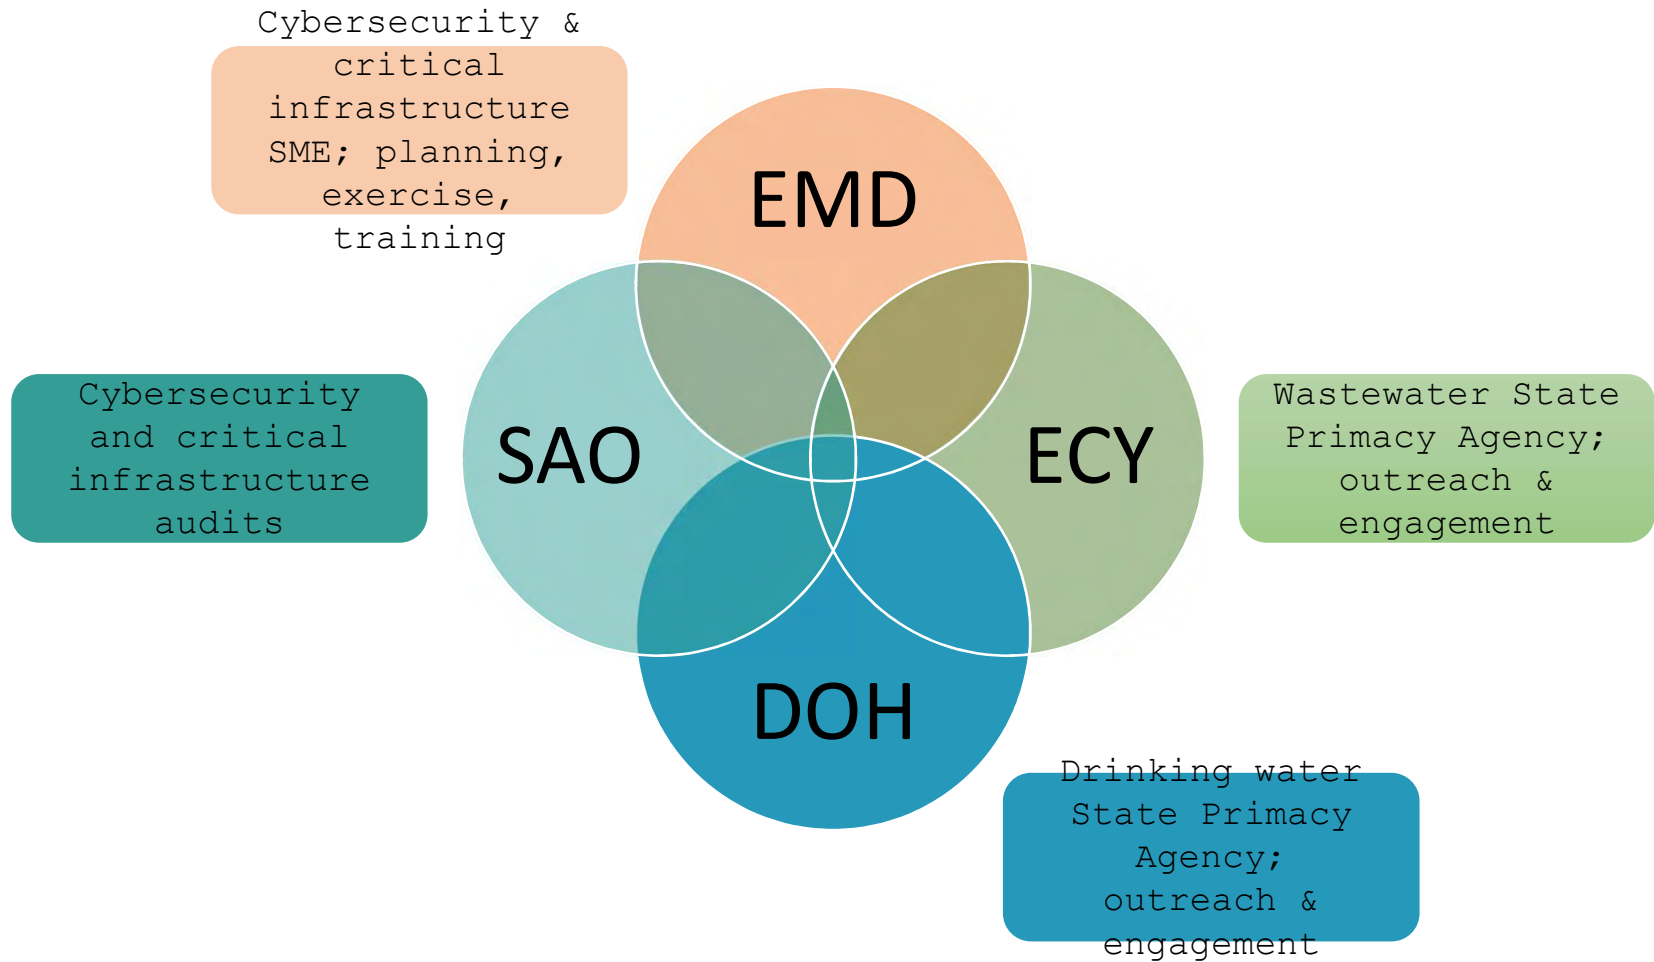 Cybersecurity &
critical
infrastructure
SME; planning,
exercise,
training
EMD
SAO
ECY
DOH
Cybersecurity
and critical
infrastructure
audits
Wastewater State
Primacy Agency;
outreach &
engagement
Drinking water
State Primacy
Agency;
outreach &
engagement